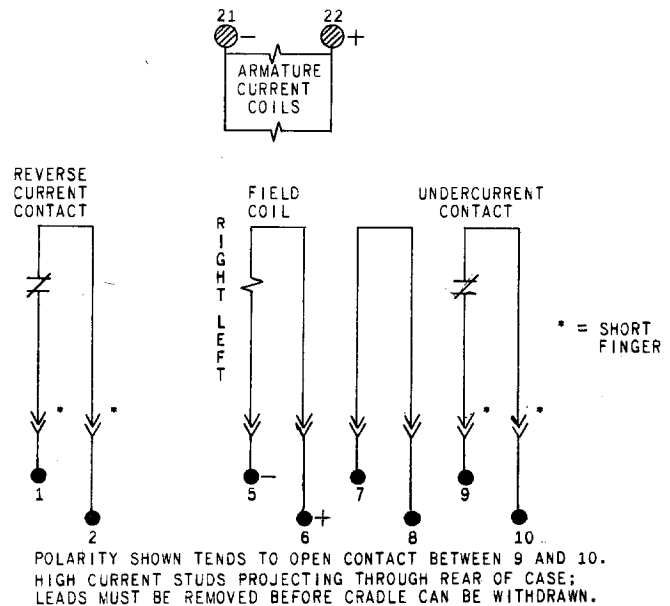 21 22
- +
ARMATURE
CURRENT
COILS
REVERSE
CURRENT
CONTACT
FIELD
COIL
UNDERCURRENT
CONTACT
RIGHT LEFT
* = SHORT
FINGER
* * * *
1 5 - 7 9
2 6 + 8 10
POLARITY SHOWN TENDS TO OPEN CONTACT BETWEEN 9 AND 10.
HIGH CURRENT STUDS PROJECTING THROUGH REAR OF CASE;
LEADS MUST BE REMOVED BEFORE CRADLE CAN BE WITHDRAWN.